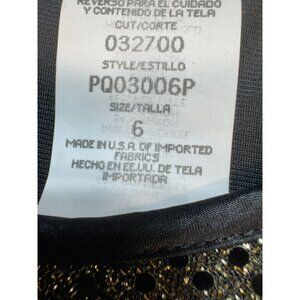 REVERSO PARA EL CUIDADO
Y CONTENIDO DE LA TELA
CUT/CORTE
032700
STYLE/ESTILLO
PQ03006P
SIZE/TALLA
6
MADE IN U.S.A. OF IMPORTED
FABRICS
HECHO EN EE.UU. DE TELA
IMPORTADA